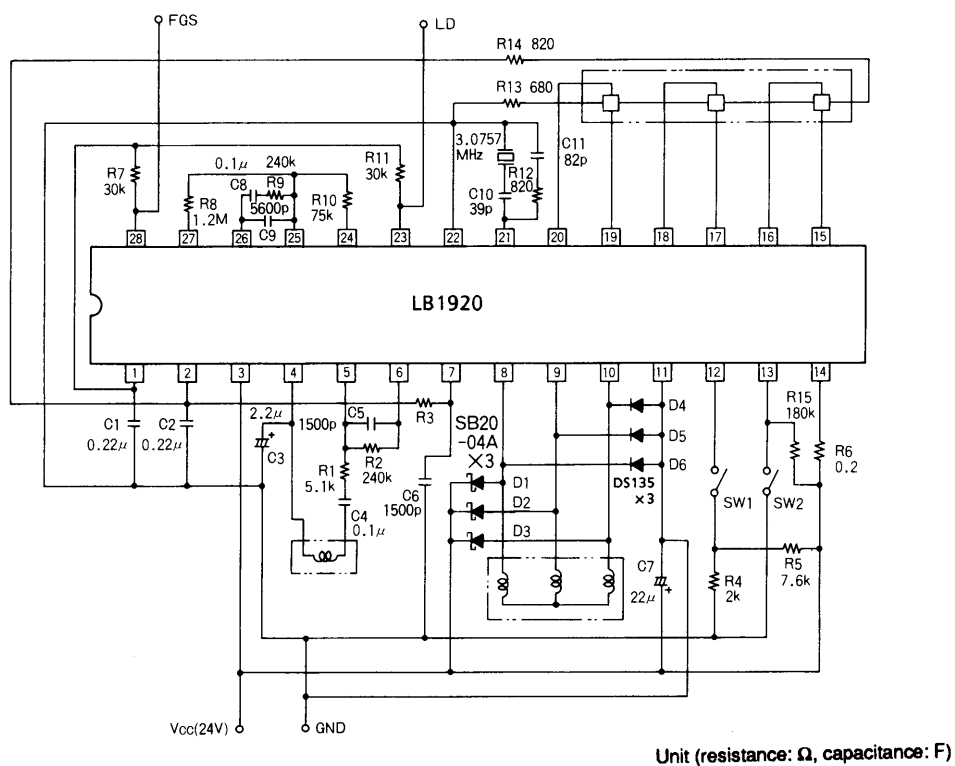 FGS
LD
R14 820
R13 680
R7
30k
0.1μ 240k
C8 R9
5600p
C9
R8
1.2M
R10
75k
R11
30k
3.0757
MHz
C10
39p
R12
820
C11
82p
28 27 26 25 24 23 22 21 20 19 18 17 16 15
LB1920
1 2 3 4 5 6 7 8 9 10 11 12 13 14
C1
0.22μ
C2
0.22μ
2.2μ
C3
1500p
C5
R1
5.1k
R2
240k
C4
0.1μ
R3
C6
1500p
SB20
-04A
×3
D1
D2
D3
D4
D5
D6
DS135
×3
C7
22μ
SW1
SW2
R15
180k
R6
0.2
R4
2k
R5
7.6k
Vcc(24V)
GND
Unit (resistance: Ω, capacitance: F)